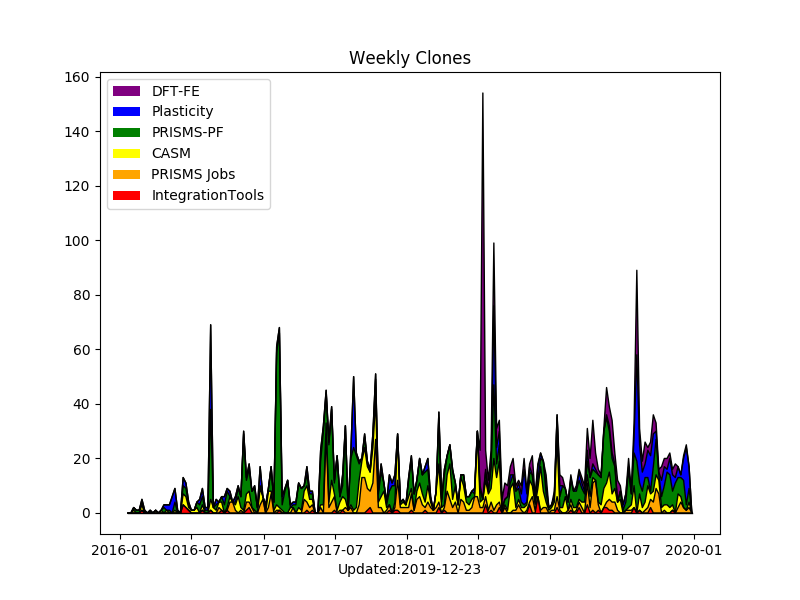 Weekly Clones
160
140
120
100
80
60
40
20
0
DFT-FE
Plasticity
PRISMS-PF
CASM
PRISMS Jobs
IntegrationTools
2016-01 2016-07 2017-01 2017-07 2018-01 2018-07 2019-01 2019-07 2020-01
Updated:2019-12-23